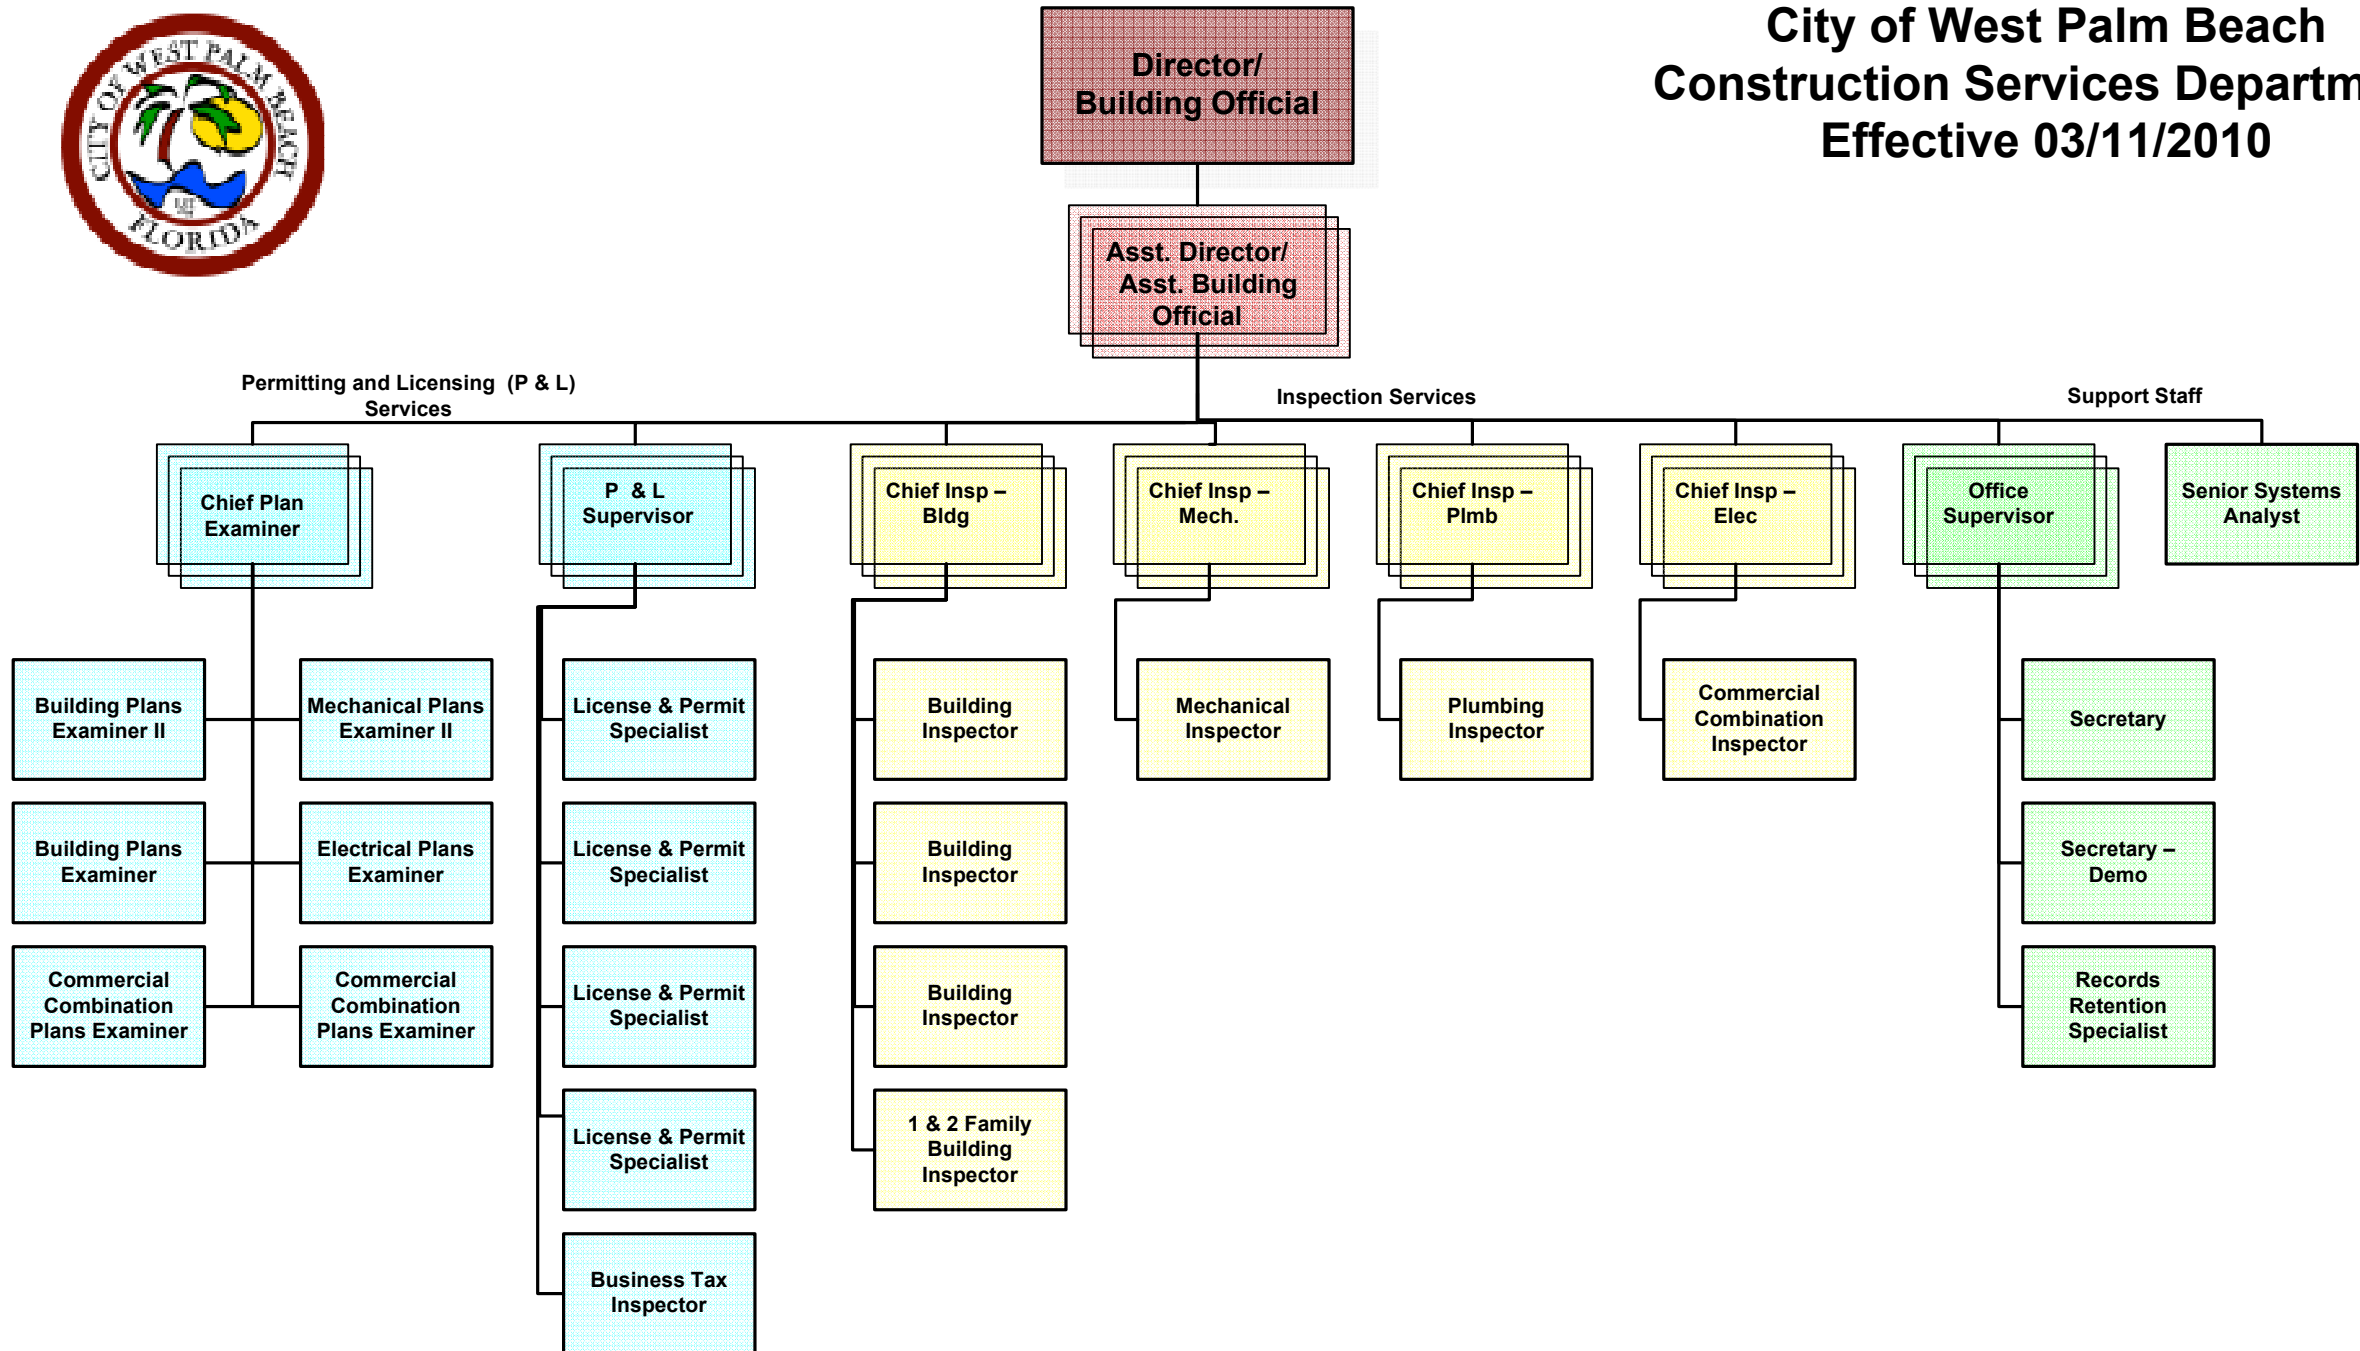 CITY OF WEST PALM BEACH
FLORIDA
Director/
Building Official
City of West Palm Beach
Construction Services Departm
Effective 03/11/2010
Asst. Director/
Asst. Building
Official
Permitting and Licensing (P & L)
Services
Inspection Services
Support Staff
Chief Plan
Examiner
P & L
Supervisor
Chief Insp –
Bldg
Chief Insp –
Mech.
Chief Insp –
Plmb
Chief Insp –
Elec
Office
Supervisor
Senior Systems
Analyst
Building Plans
Examiner II
Mechanical Plans
Examiner II
License & Permit
Specialist
Building
Inspector
Mechanical
Inspector
Plumbing
Inspector
Commercial
Combination
Inspector
Secretary
Building Plans
Examiner
Electrical Plans
Examiner
License & Permit
Specialist
Building
Inspector
Secretary –
Demo
Commercial
Combination
Plans Examiner
Commercial
Combination
Plans Examiner
License & Permit
Specialist
Building
Inspector
Records
Retention
Specialist
License & Permit
Specialist
1 & 2 Family
Building
Inspector
Business Tax
Inspector